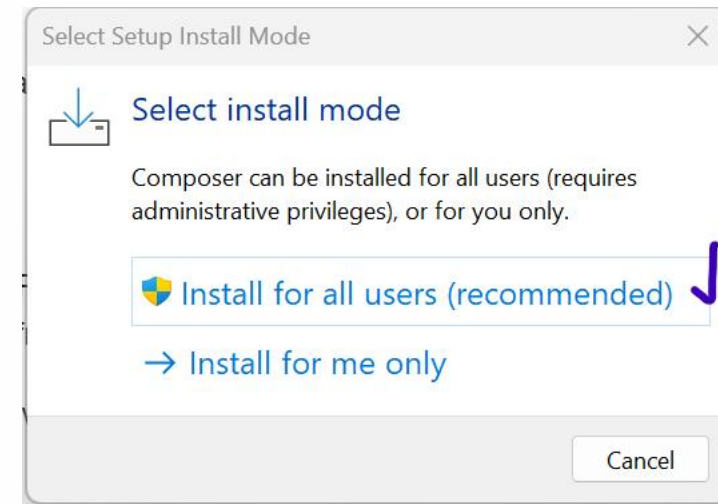 Select Setup Install Mode
Select install mode
Composer can be installed for all users (requires
administrative privileges), or for you only.
Install for all users (recommended)
Install for me only
Cancel